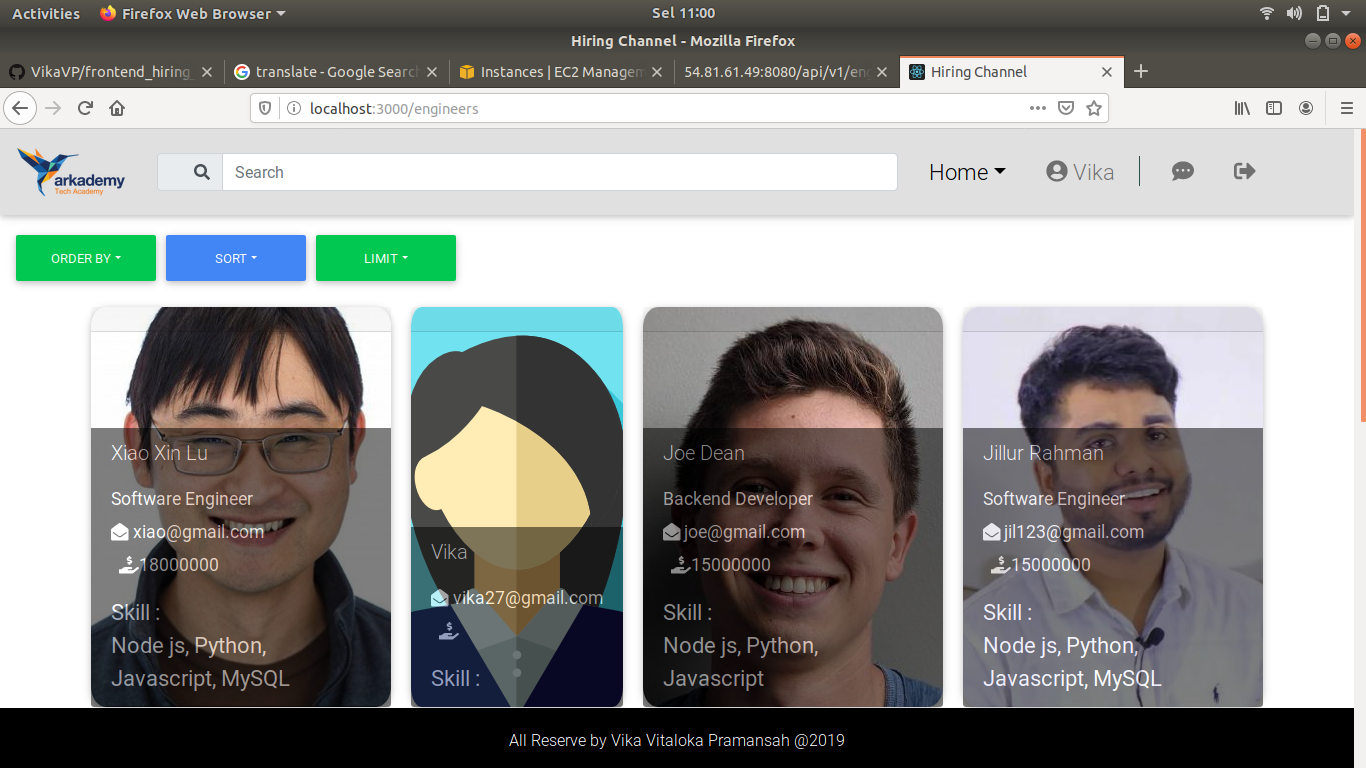 Activities Firefox Web Browser Sel 11:00
Hiring Channel - Mozilla Firefox
VikaVP/frontend_hiring_ translate - Google Search Instances | EC2 Managem 54.81.61.49:8080/api/v1/en Hiring Channel
localhost:3000/engineers
arkademy
Tech Academy
Search
Home
Vika
ORDER BY SORT LIMIT
Xiao Xin Lu
Software Engineer
xiao@gmail.com
18000000
Skill :
Node js, Python,
Javascript, MySQL
Vika
vika27@gmail.com
Skill :
Joe Dean
Backend Developer
joe@gmail.com
15000000
Skill :
Node js, Python,
Javascript
Jillur Rahman
Software Engineer
jil123@gmail.com
15000000
Skill :
Node js, Python,
Javascript, MySQL
All Reserve by Vika Vitaloka Pramansah @2019